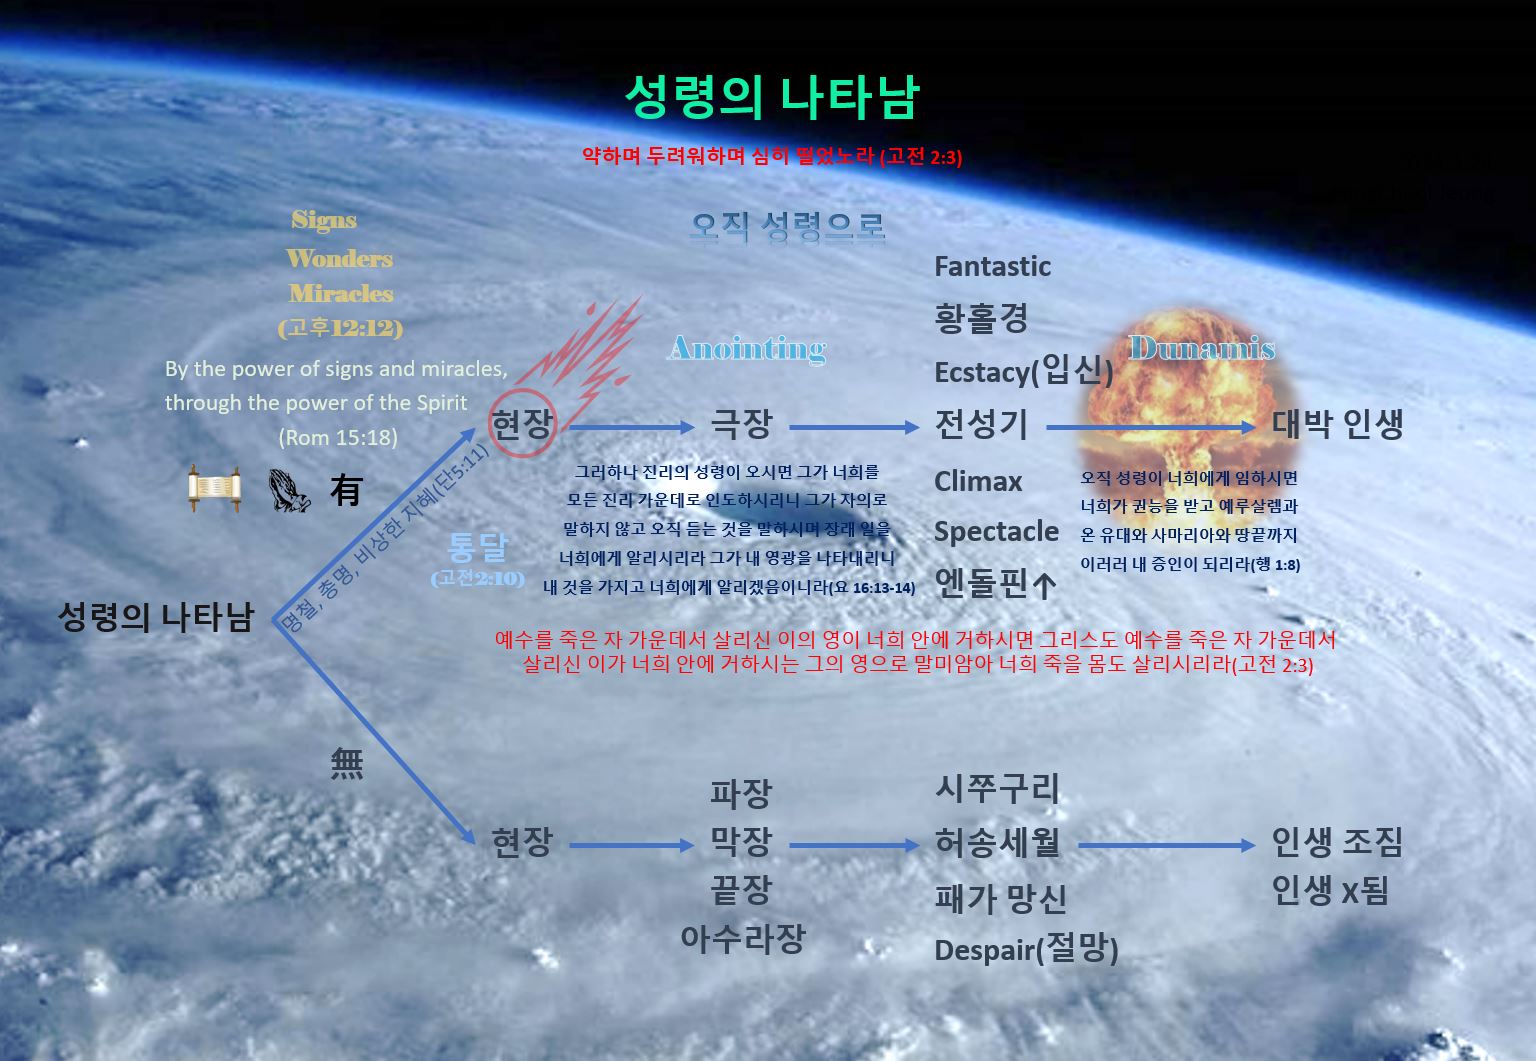 성령의 나타남
약하며 두려워하며 심히 떨었노라 (고전 2:3)
오직 성령으로
Signs
Wonders
Miracles
(고후12:12)
By the power of signs and miracles,
through the power of the Spirit
(Rom 15:18)
有
명철, 총명, 비상한 지혜(단5:11)
통달
(고전2:10)
성령의 나타남
현장
Anointing
극장
그러하나 진리의 성령이 오시면 그가 너희를
모든 진리 가운데로 인도하시리니 그가 자의로
말하지 않고 오직 듣는 것을 말하시며 장래 일을
너희에게 알리시리라 그가 내 영광을 나타내리니
내 것을 가지고 너희에게 알리겠음이니라(요 16:13-14)
Fantastic
황홀경
Ecstacy(입신)
전성기
Climax
Spectacle
엔돌핀↑
Dunamis
대박 인생
오직 성령이 너희에게 임하시면
너희가 권능을 받고 예루살렘과
온 유대와 사마리아와 땅끝까지
이러러 내 증인이 되리라(행 1:8)
예수를 죽은 자 가운데서 살리신 이의 영이 너희 안에 거하시면 그리스도 예수를 죽은 자 가운데서
살리신 이가 너희 안에 거하시는 그의 영으로 말미암아 너희 죽을 몸도 살리시리라(고전 2:3)
無
현장
파장
막장
끝장
아수라장
시쭈구리
허송세월
패가 망신
Despair(절망)
인생 조짐
인생 X됨